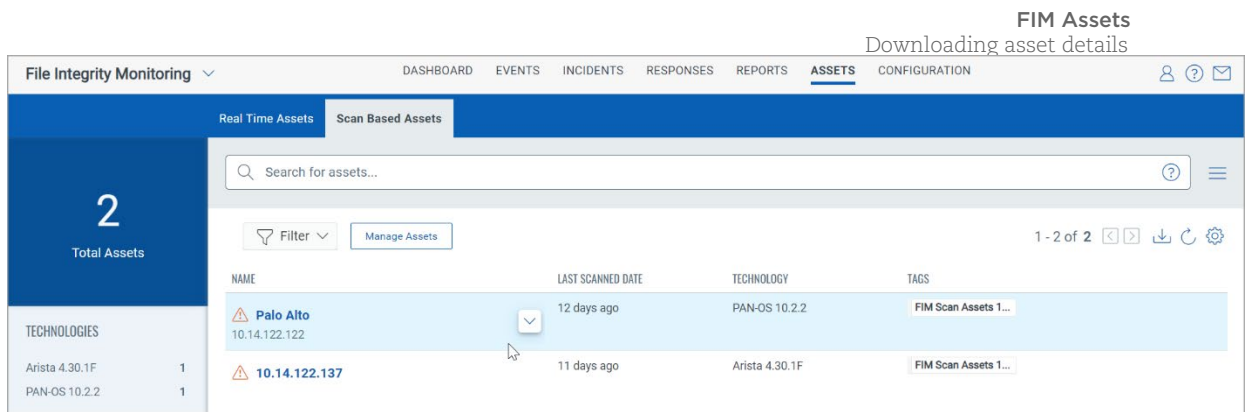 FIM Assets
Downloading asset details
File Integrity Monitoring DASHBOARD EVENTS INCIDENTS RESPONSES REPORTS ASSETS CONFIGURATION
Real Time Assets Scan Based Assets
Search for assets...
2
Total Assets
Filter Manage Assets 1 - 2 of 2
NAME LAST SCANNED DATE TECHNOLOGY TAGS
Palo Alto 12 days ago PAN-OS 10.2.2 FIM Scan Assets 1...
10.14.122.122
10.14.122.137 11 days ago Arista 4.30.1F FIM Scan Assets 1...
TECHNOLOGIES
Arista 4.30.1F 1
PAN-OS 10.2.2 1